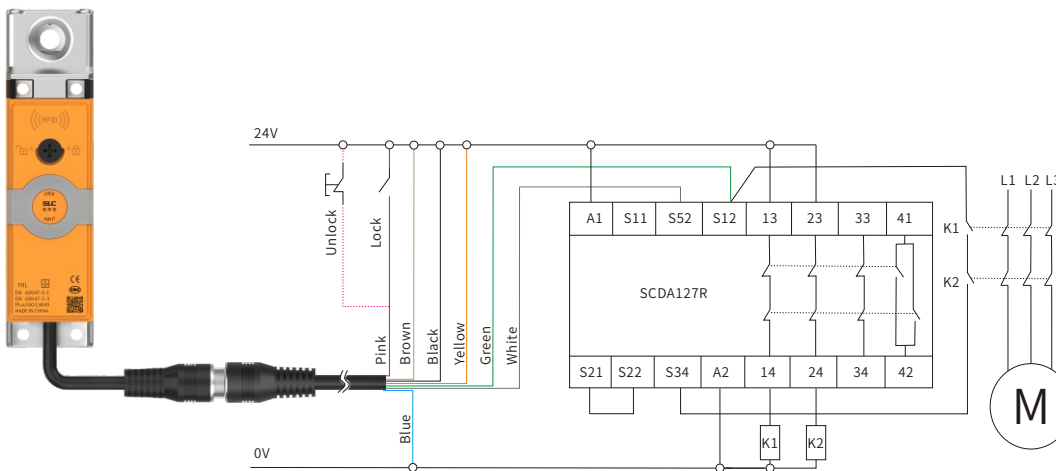 RFID
SLC
TRL
EN 60947-5-1
EN 60947-5-3
MADE IN CHINA
CE
24V
Unlock
Lock
Pink
Brown
Black
Yellow
Green
White
Blue
0V
A1 S11 S52 S12 13 23 33 41
SCDA127R
S21 S22 S34 A2 14 24 34 42
K1 K2
K1
K2
L1 L2 L3
M